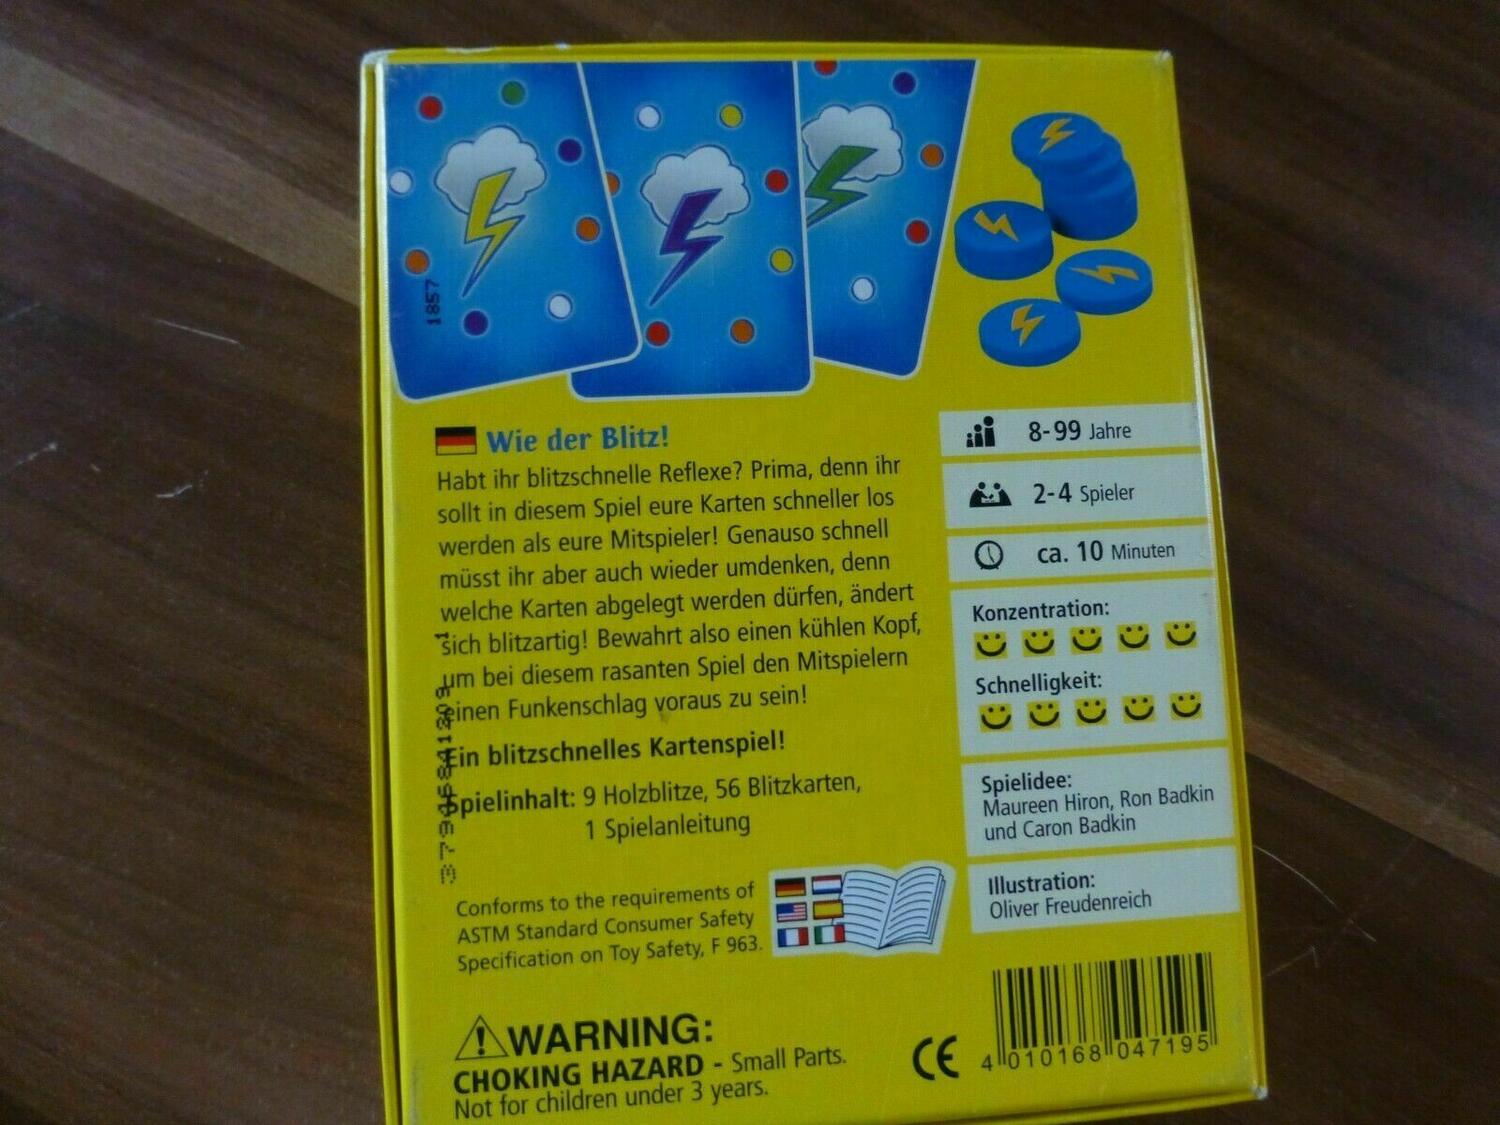 1857
Wie der Blitz!
Habt ihr blitzschnelle Reflexe? Prima, denn ihr
sollt in diesem Spiel eure Karten schneller los
werden als eure Mitspieler! Genauso schnell
müsst ihr aber auch wieder umdenken, denn
welche Karten abgelegt werden dürfen, ändert
sich blitzartig! Bewahrt also einen kühlen Kopf,
um bei diesem rasanten Spiel den Mitspielern
einen Funkenschlag voraus zu sein!
Ein blitzschnelles Kartenspiel!
Spielinhalt: 9 Holzblitze, 56 Blitzkarten,
1 Spielanleitung
Conforms to the requirements of
ASTM Standard Consumer Safety
Specification on Toy Safety, F 963.
WARNING:
CHOKING HAZARD - Small Parts.
Not for children under 3 years.
8-99 Jahre
2-4 Spieler
ca. 10 Minuten
Konzentration:
Schnelligkeit:
Spielidee:
Maureen Hiron, Ron Badkin
und Caron Badkin
Illustration:
Oliver Freudenreich
CE
4 010168 047195